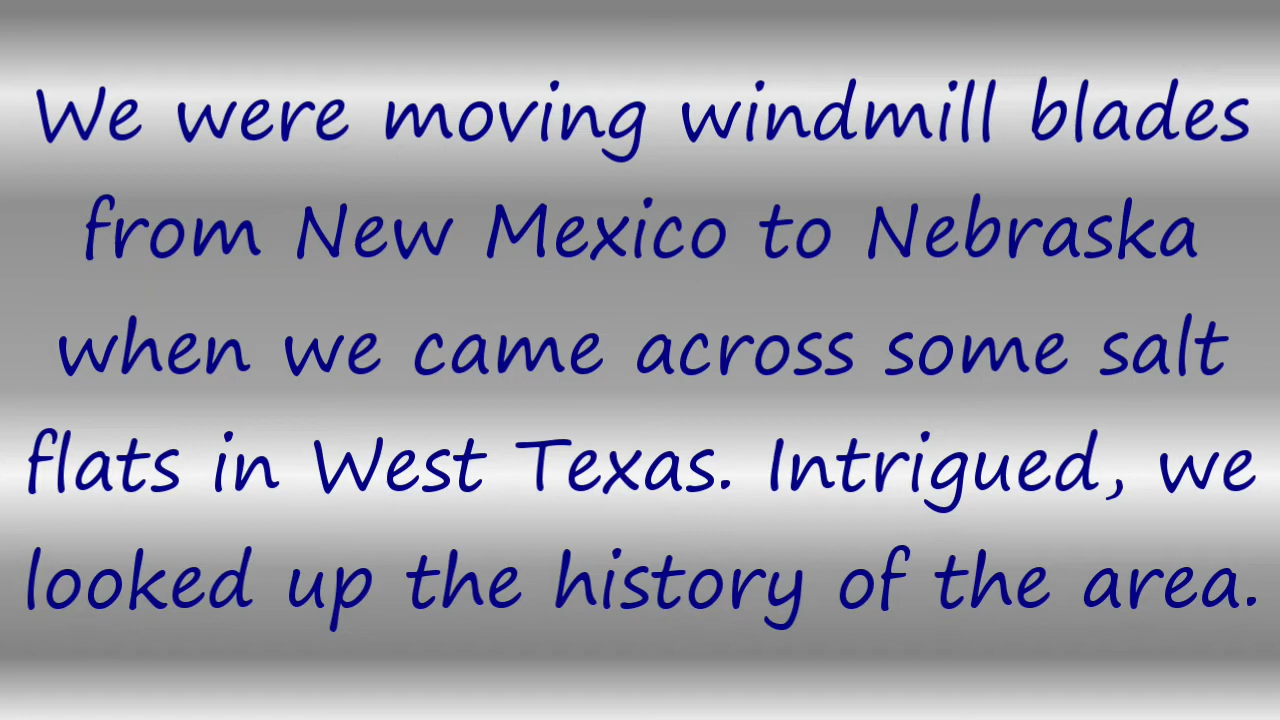 We were moving windmill blades
from New Mexico to Nebraska
when we came across some salt
flats in West Texas. Intrigued, we
looked up the history of the area.